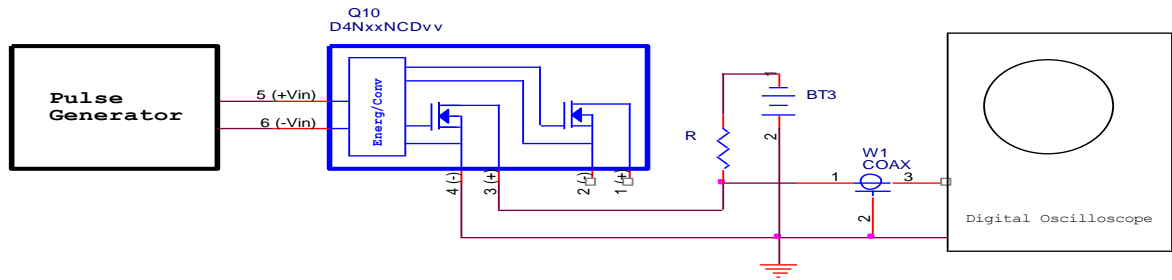 Q10
D4NxxNCDvv
Pulse
Generator
5 (+Vin)
6 (-Vin)
Energ/Conv
4 (-)
3 (+)
2 (-)
1 (+)
R
1
BT3
2
W1
COAX
1
3
2
Digital Oscilloscope